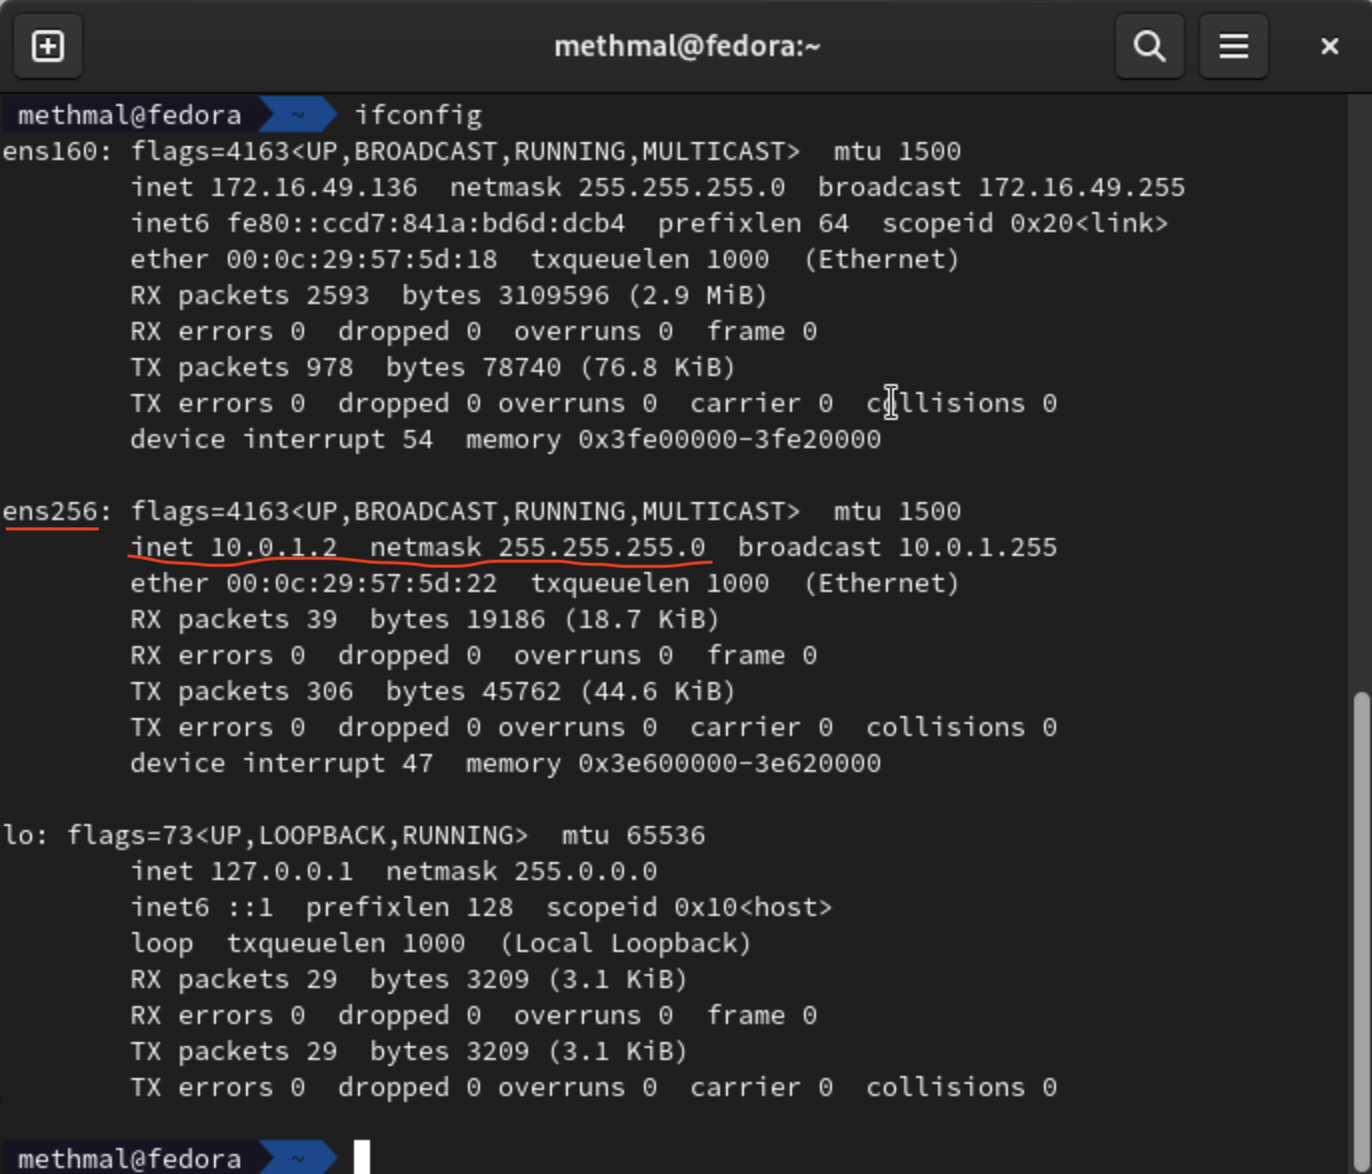 methmal@fedora:~
methmal@fedora ~ ifconfig
ens160: flags=4163<UP,BROADCAST,RUNNING,MULTICAST>  mtu 1500
        inet 172.16.49.136  netmask 255.255.255.0  broadcast 172.16.49.255
        inet6 fe80::ccd7:841a:bd6d:dcb4  prefixlen 64  scopeid 0x20<link>
        ether 00:0c:29:57:5d:18  txqueuelen 1000  (Ethernet)
        RX packets 2593  bytes 3109596 (2.9 MiB)
        RX errors 0  dropped 0  overruns 0  frame 0
        TX packets 978  bytes 78740 (76.8 KiB)
        TX errors 0  dropped 0 overruns 0  carrier 0  collisions 0
        device interrupt 54  memory 0x3fe00000-3fe20000
ens256: flags=4163<UP,BROADCAST,RUNNING,MULTICAST>  mtu 1500
        inet 10.0.1.2  netmask 255.255.255.0  broadcast 10.0.1.255
        ether 00:0c:29:57:5d:22  txqueuelen 1000  (Ethernet)
        RX packets 39  bytes 19186 (18.7 KiB)
        RX errors 0  dropped 0  overruns 0  frame 0
        TX packets 306  bytes 45762 (44.6 KiB)
        TX errors 0  dropped 0 overruns 0  carrier 0  collisions 0
        device interrupt 47  memory 0x3e600000-3e620000
lo: flags=73<UP,LOOPBACK,RUNNING>  mtu 65536
        inet 127.0.0.1  netmask 255.0.0.0
        inet6 ::1  prefixlen 128  scopeid 0x10<host>
        loop  txqueuelen 1000  (Local Loopback)
        RX packets 29  bytes 3209 (3.1 KiB)
        RX errors 0  dropped 0  overruns 0  frame 0
        TX packets 29  bytes 3209 (3.1 KiB)
        TX errors 0  dropped 0 overruns 0  carrier 0  collisions 0
methmal@fedora ~